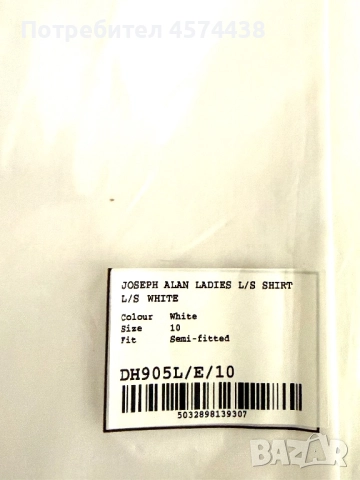 Потребител 4574438
JOSEPH ALAN LADIES L/S SHIRT
L/S WHITE
Colour White
Size 10
Fit Semi-fitted
DH905L/E/10
5032898139307
BAZAR